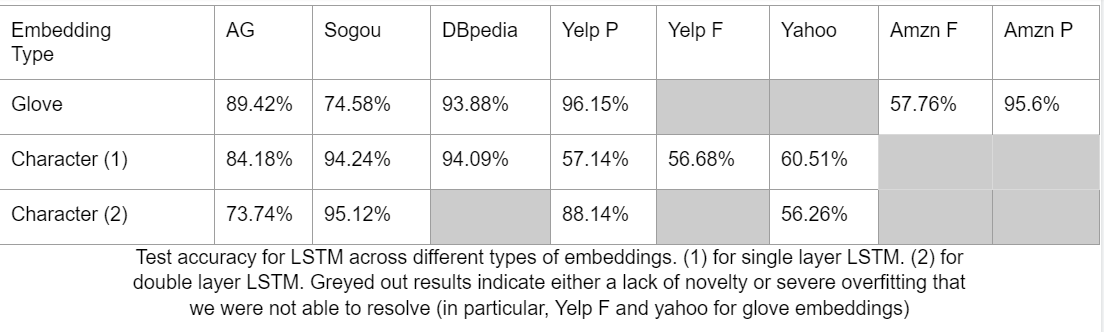 Embedding Type AG Sogou DBpedia Yelp P Yelp F Yahoo Amzn F Amzn P
Glove 89.42% 74.58% 93.88% 96.15% 57.76% 95.6%
Character (1) 84.18% 94.24% 94.09% 57.14% 56.68% 60.51%
Character (2) 73.74% 95.12% 88.14% 56.26%
Test accuracy for LSTM across different types of embeddings. (1) for single layer LSTM. (2) for
double layer LSTM. Greyed out results indicate either a lack of novelty or severe overfitting that
we were not able to resolve (in particular, Yelp F and yahoo for glove embeddings)